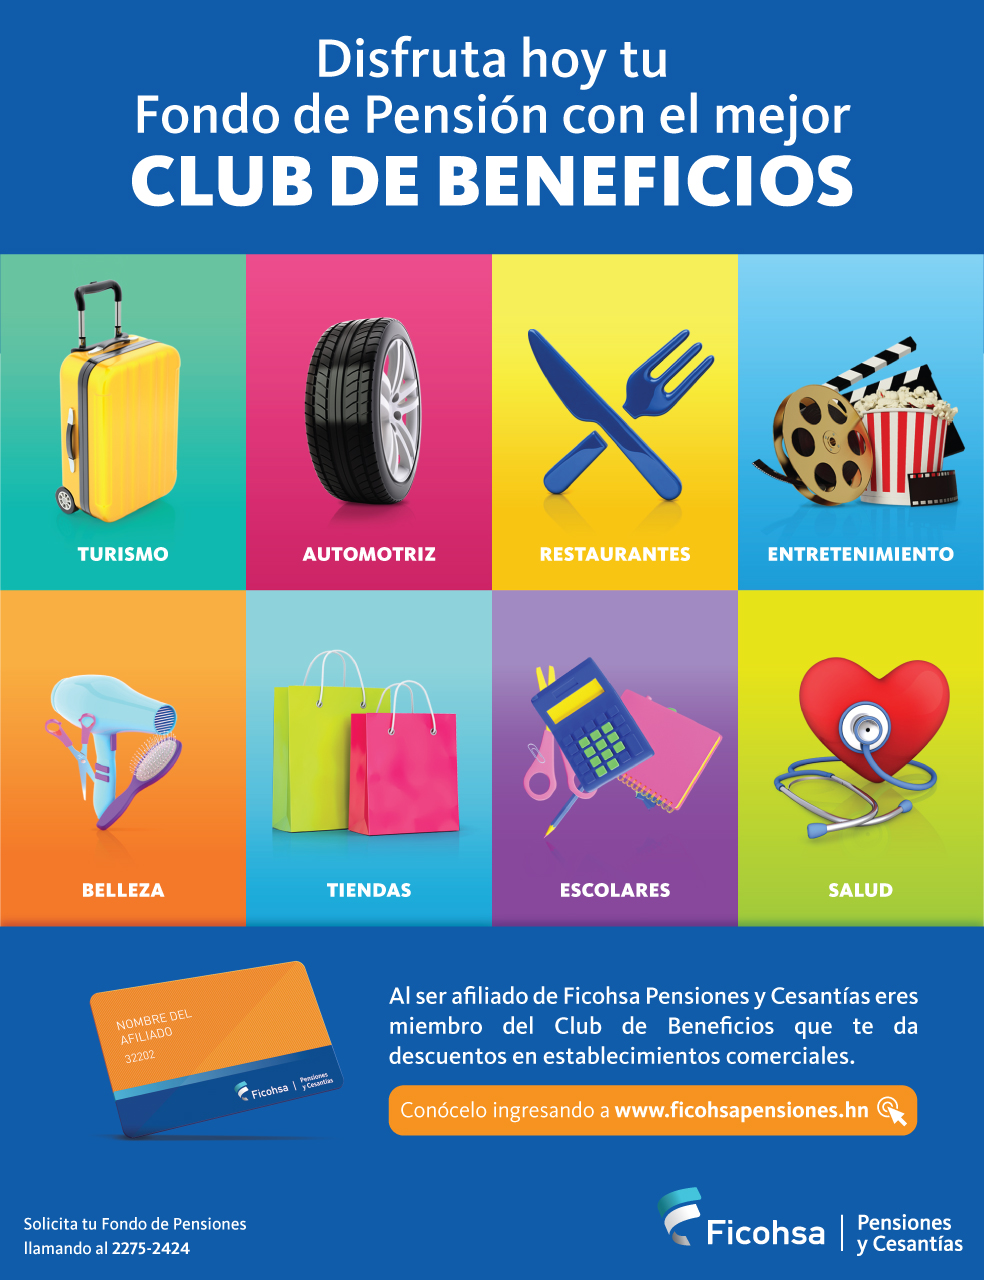 Disfruta hoy tu
Fondo de Pensión con el mejor
CLUB DE BENEFICIOS
TURISMO
AUTOMOTRIZ
RESTAURANTES
ENTRETENIMIENTO
BELLEZA
TIENDAS
ESCOLARES
SALUD
NOMBRE DEL
AFILIADO
32202
Ficohsa | Pensiones
y Cesantías
Al ser afiliado de Ficohsa Pensiones y Cesantías eres
miembro del Club de Beneficios que te da
descuentos en establecimientos comerciales.
Conócelo ingresando a www.ficohsapensiones.hn
Solicita tu Fondo de Pensiones
llamando al 2275-2424
Ficohsa | Pensiones
y Cesantías